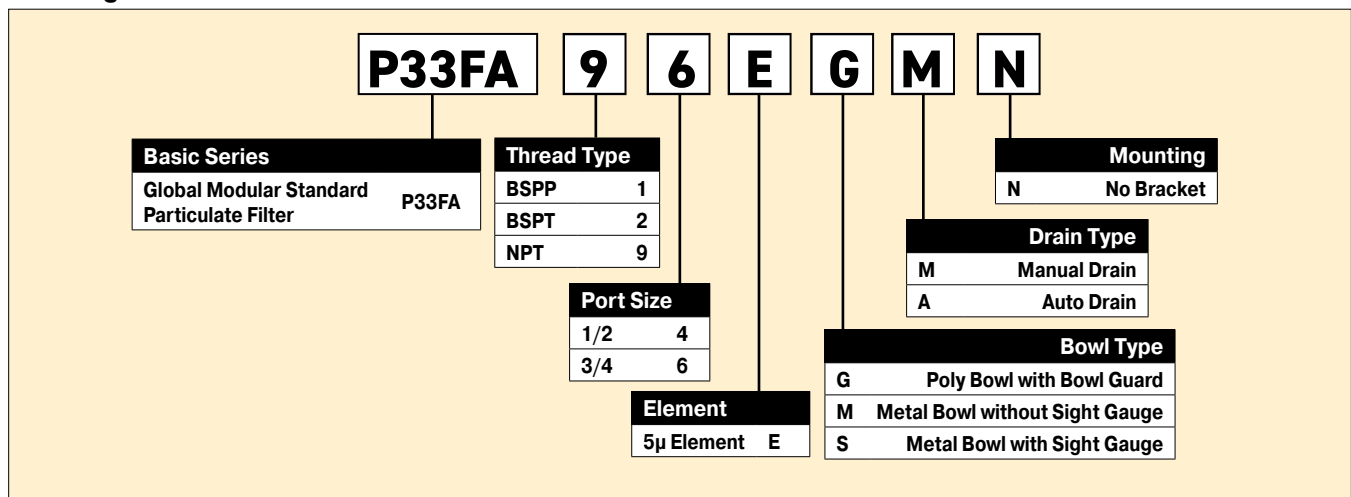 P33FA 9 6 E G M N
Basic Series
Global Modular Standard
Particulate Filter P33FA
Thread Type
BSPP 1
BSPT 2
NPT 9
Port Size
1/2 4
3/4 6
Element
5µ Element E
Mounting
N No Bracket
Drain Type
M Manual Drain
A Auto Drain
Bowl Type
G Poly Bowl with Bowl Guard
M Metal Bowl without Sight Gauge
S Metal Bowl with Sight Gauge